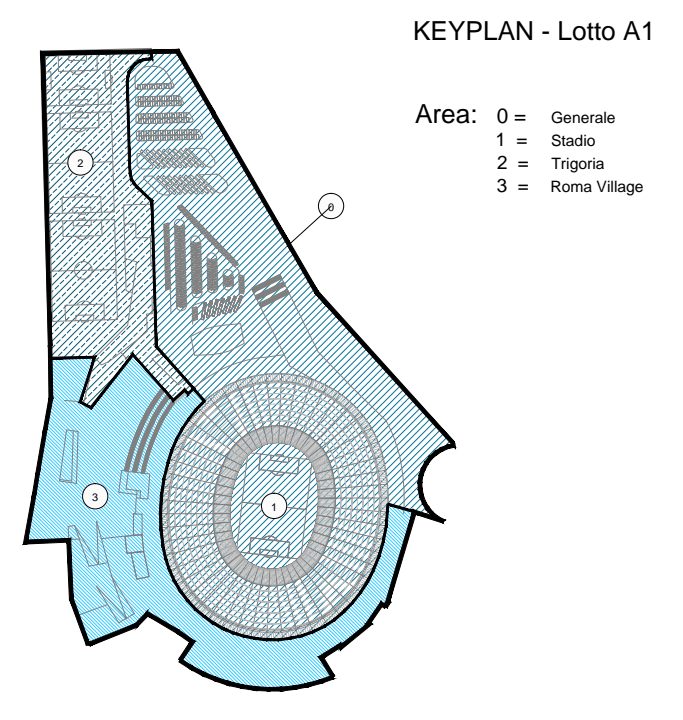 KEYPLAN - Lotto A1
Area: 0 = Generale
1 = Stadio
2 = Trigoria
3 = Roma Village
2
0
3
1